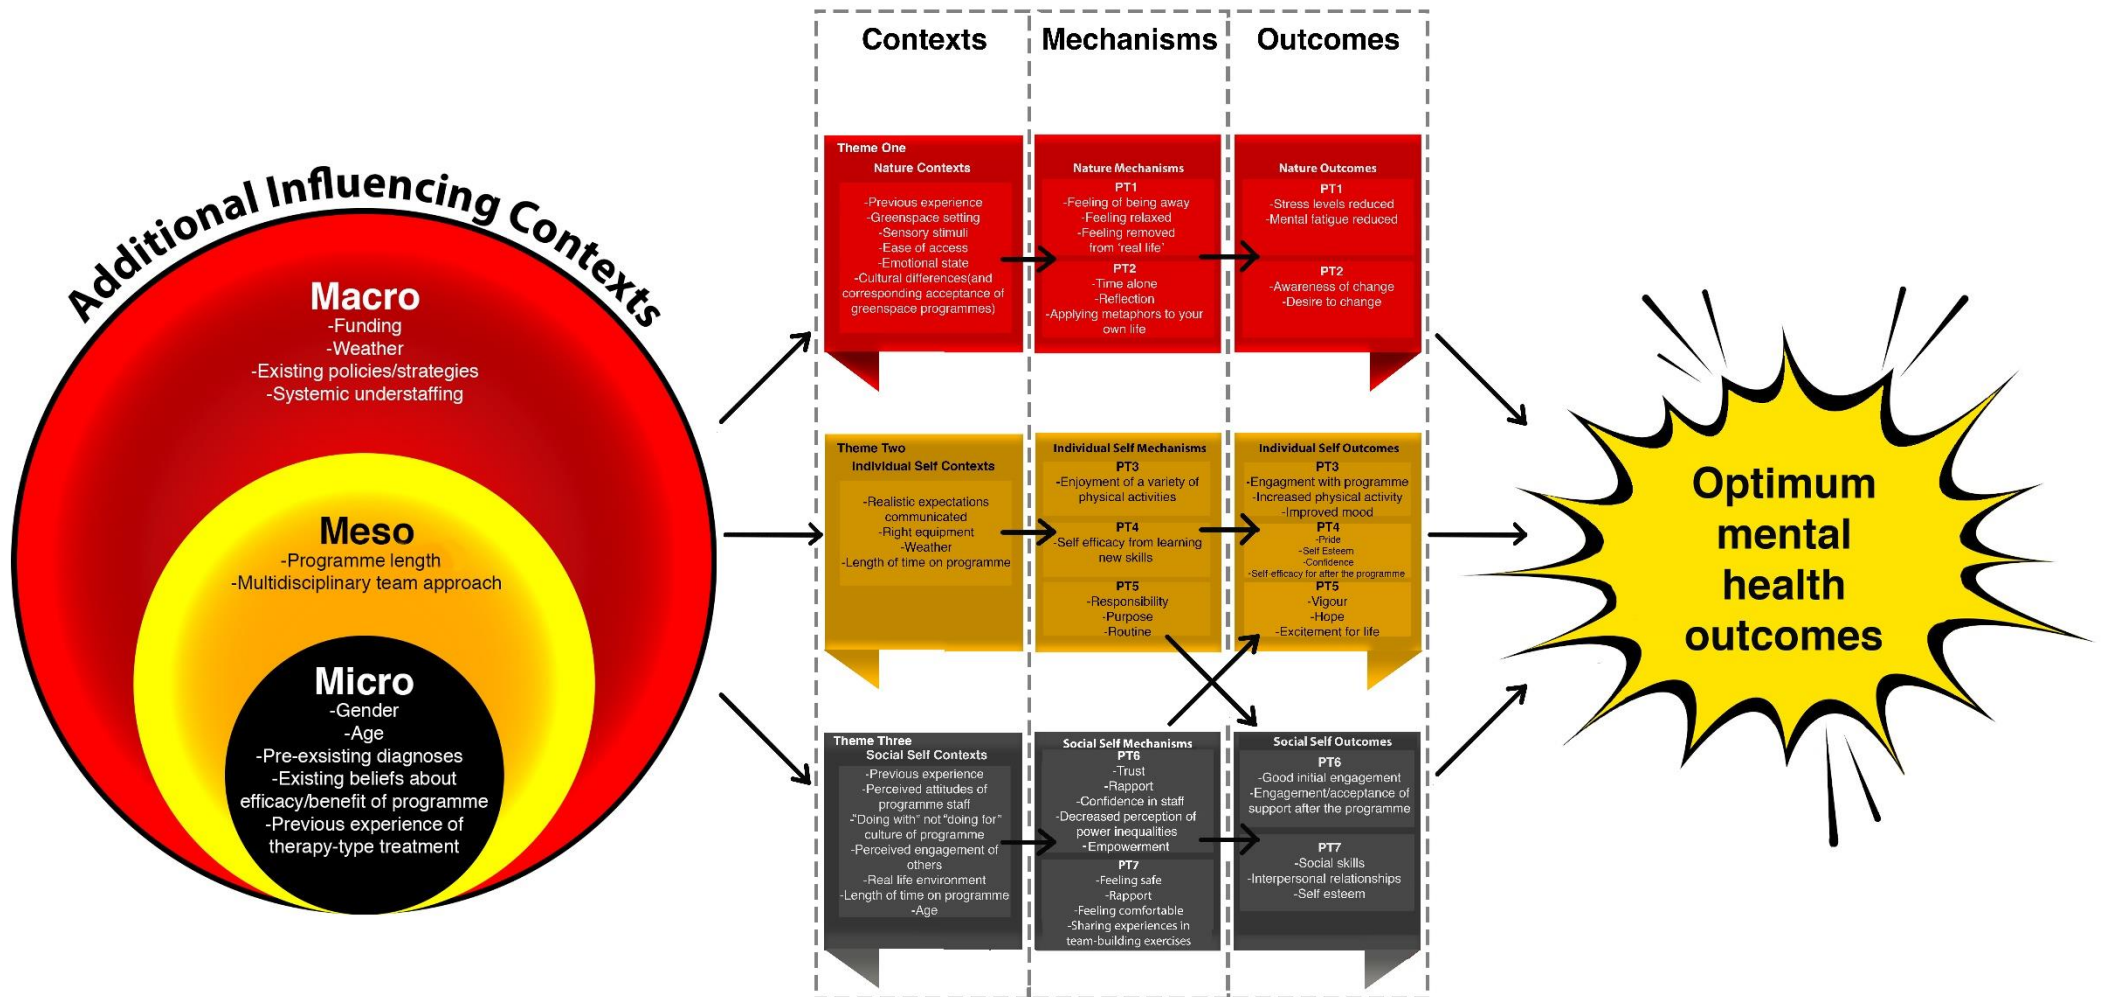 Additional Influencing Contexts
Macro
-Funding
-Weather
-Existing policies/strategies
-Systemic understaffing
Meso
-Programme length
-Multidisciplinary team approach
Micro
-Gender
-Age
-Pre-exsisting diagnoses
-Existing beliefs about
efficacy/benefit of programme
-Previous experience of
therapy-type treatment
Contexts
Mechanisms
Outcomes
Theme One
Nature Contexts
-Previous experience
-Greenspace setting
-Sensory stimuli
-Ease of access
-Emotional state
-Cultural differences(and
corresponding acceptance of
greenspace programmes)
Nature Mechanisms
PT1
-Feeling of being away
-Feeling relaxed
-Feeling removed
from 'real life'
PT2
-Time alone
-Reflection
-Applying metaphors to your
own life
Nature Outcomes
PT1
-Stress levels reduced
-Mental fatigue reduced
PT2
-Awareness of change
-Desire to change
Theme Two
Individual Self Contexts
-Realistic expectations
communicated
-Right equipment
-Weather
-Length of time on programme
Individual Self Mechanisms
PT3
-Enjoyment of a variety of
physical activities
PT4
-Self efficacy from learning
new skills
PT5
-Responsibility
-Purpose
-Routine
Individual Self Outcomes
PT3
-Engagment with programme
-Increased physical activity
-Improved mood
PT4
-Pride
-Self Esteem
-Confidence
-Self-efficacy for after the programme
PT5
-Vigour
-Hope
-Excitement for life
Theme Three
Social Self Contexts
-Previous experience
-Perceived attitudes of
programme staff
-"Doing with" not "doing for"
culture of programme
-Perceived engagement of
others
-Real life environment
-Length of time on programme
-Age
Social Self Mechanisms
PT6
-Trust
-Rapport
-Confidence in staff
-Decreased perception of
power inequalities
-Empowerment
PT7
-Feeling safe
-Rapport
-Feeling comfortable
-Sharing experiences in
team-building exercises
Social Self Outcomes
PT6
-Good initial engagement
-Engagement/acceptance of
support after the programme
PT7
-Social skills
-Interpersonal relationships
-Self esteem
Optimum
mental
health
outcomes